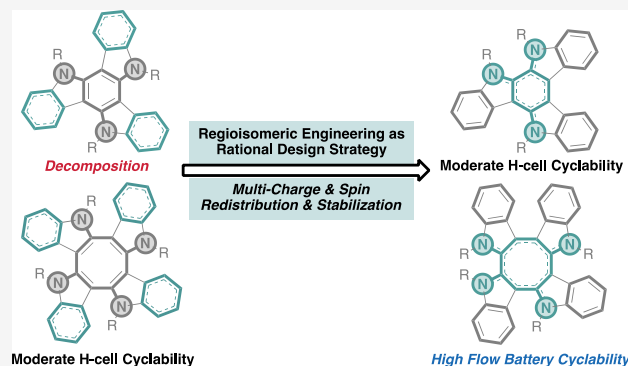 R
N
N
R
N
R
Decomposition
Regioisomeric Engineering as
Rational Design Strategy
Multi-Charge & Spin
Redistribution & Stabilization
R
N
R
N
N
R
Moderate H-cell Cyclability
R
N
N
R
R
N
N
R
Moderate H-cell Cyclability
N
N
R
R
R
N
N
R
High Flow Battery Cyclability